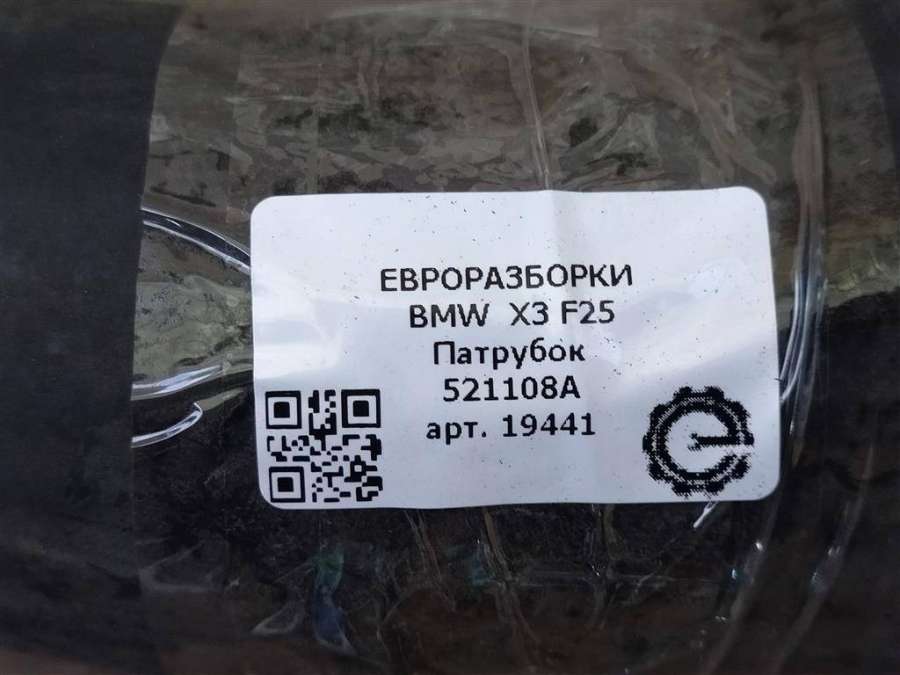 ЕВРОРАЗБОРКИ
BMW X3 F25
Патрубок
521108A
арт. 19441